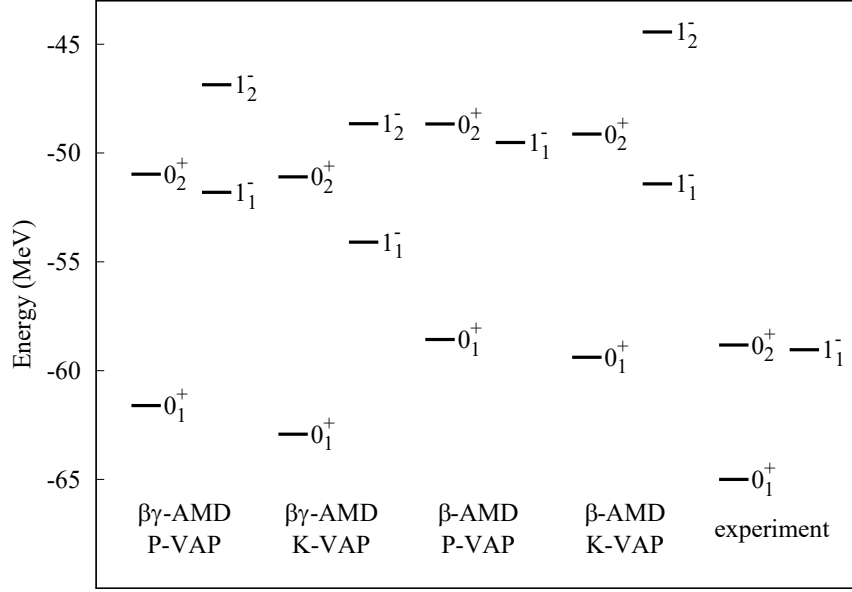 Energy (MeV)
-45
-50
-55
-60
-65
1₂⁻
0₂⁺
1₁⁻
0₁⁺
βγ-AMD
P-VAP
1₂⁻
0₂⁺
1₁⁻
0₁⁺
βγ-AMD
K-VAP
0₂⁺
1₁⁻
0₁⁺
β-AMD
P-VAP
1₂⁻
0₂⁺
1₁⁻
0₁⁺
β-AMD
K-VAP
0₂⁺
1₁⁻
0₁⁺
experiment